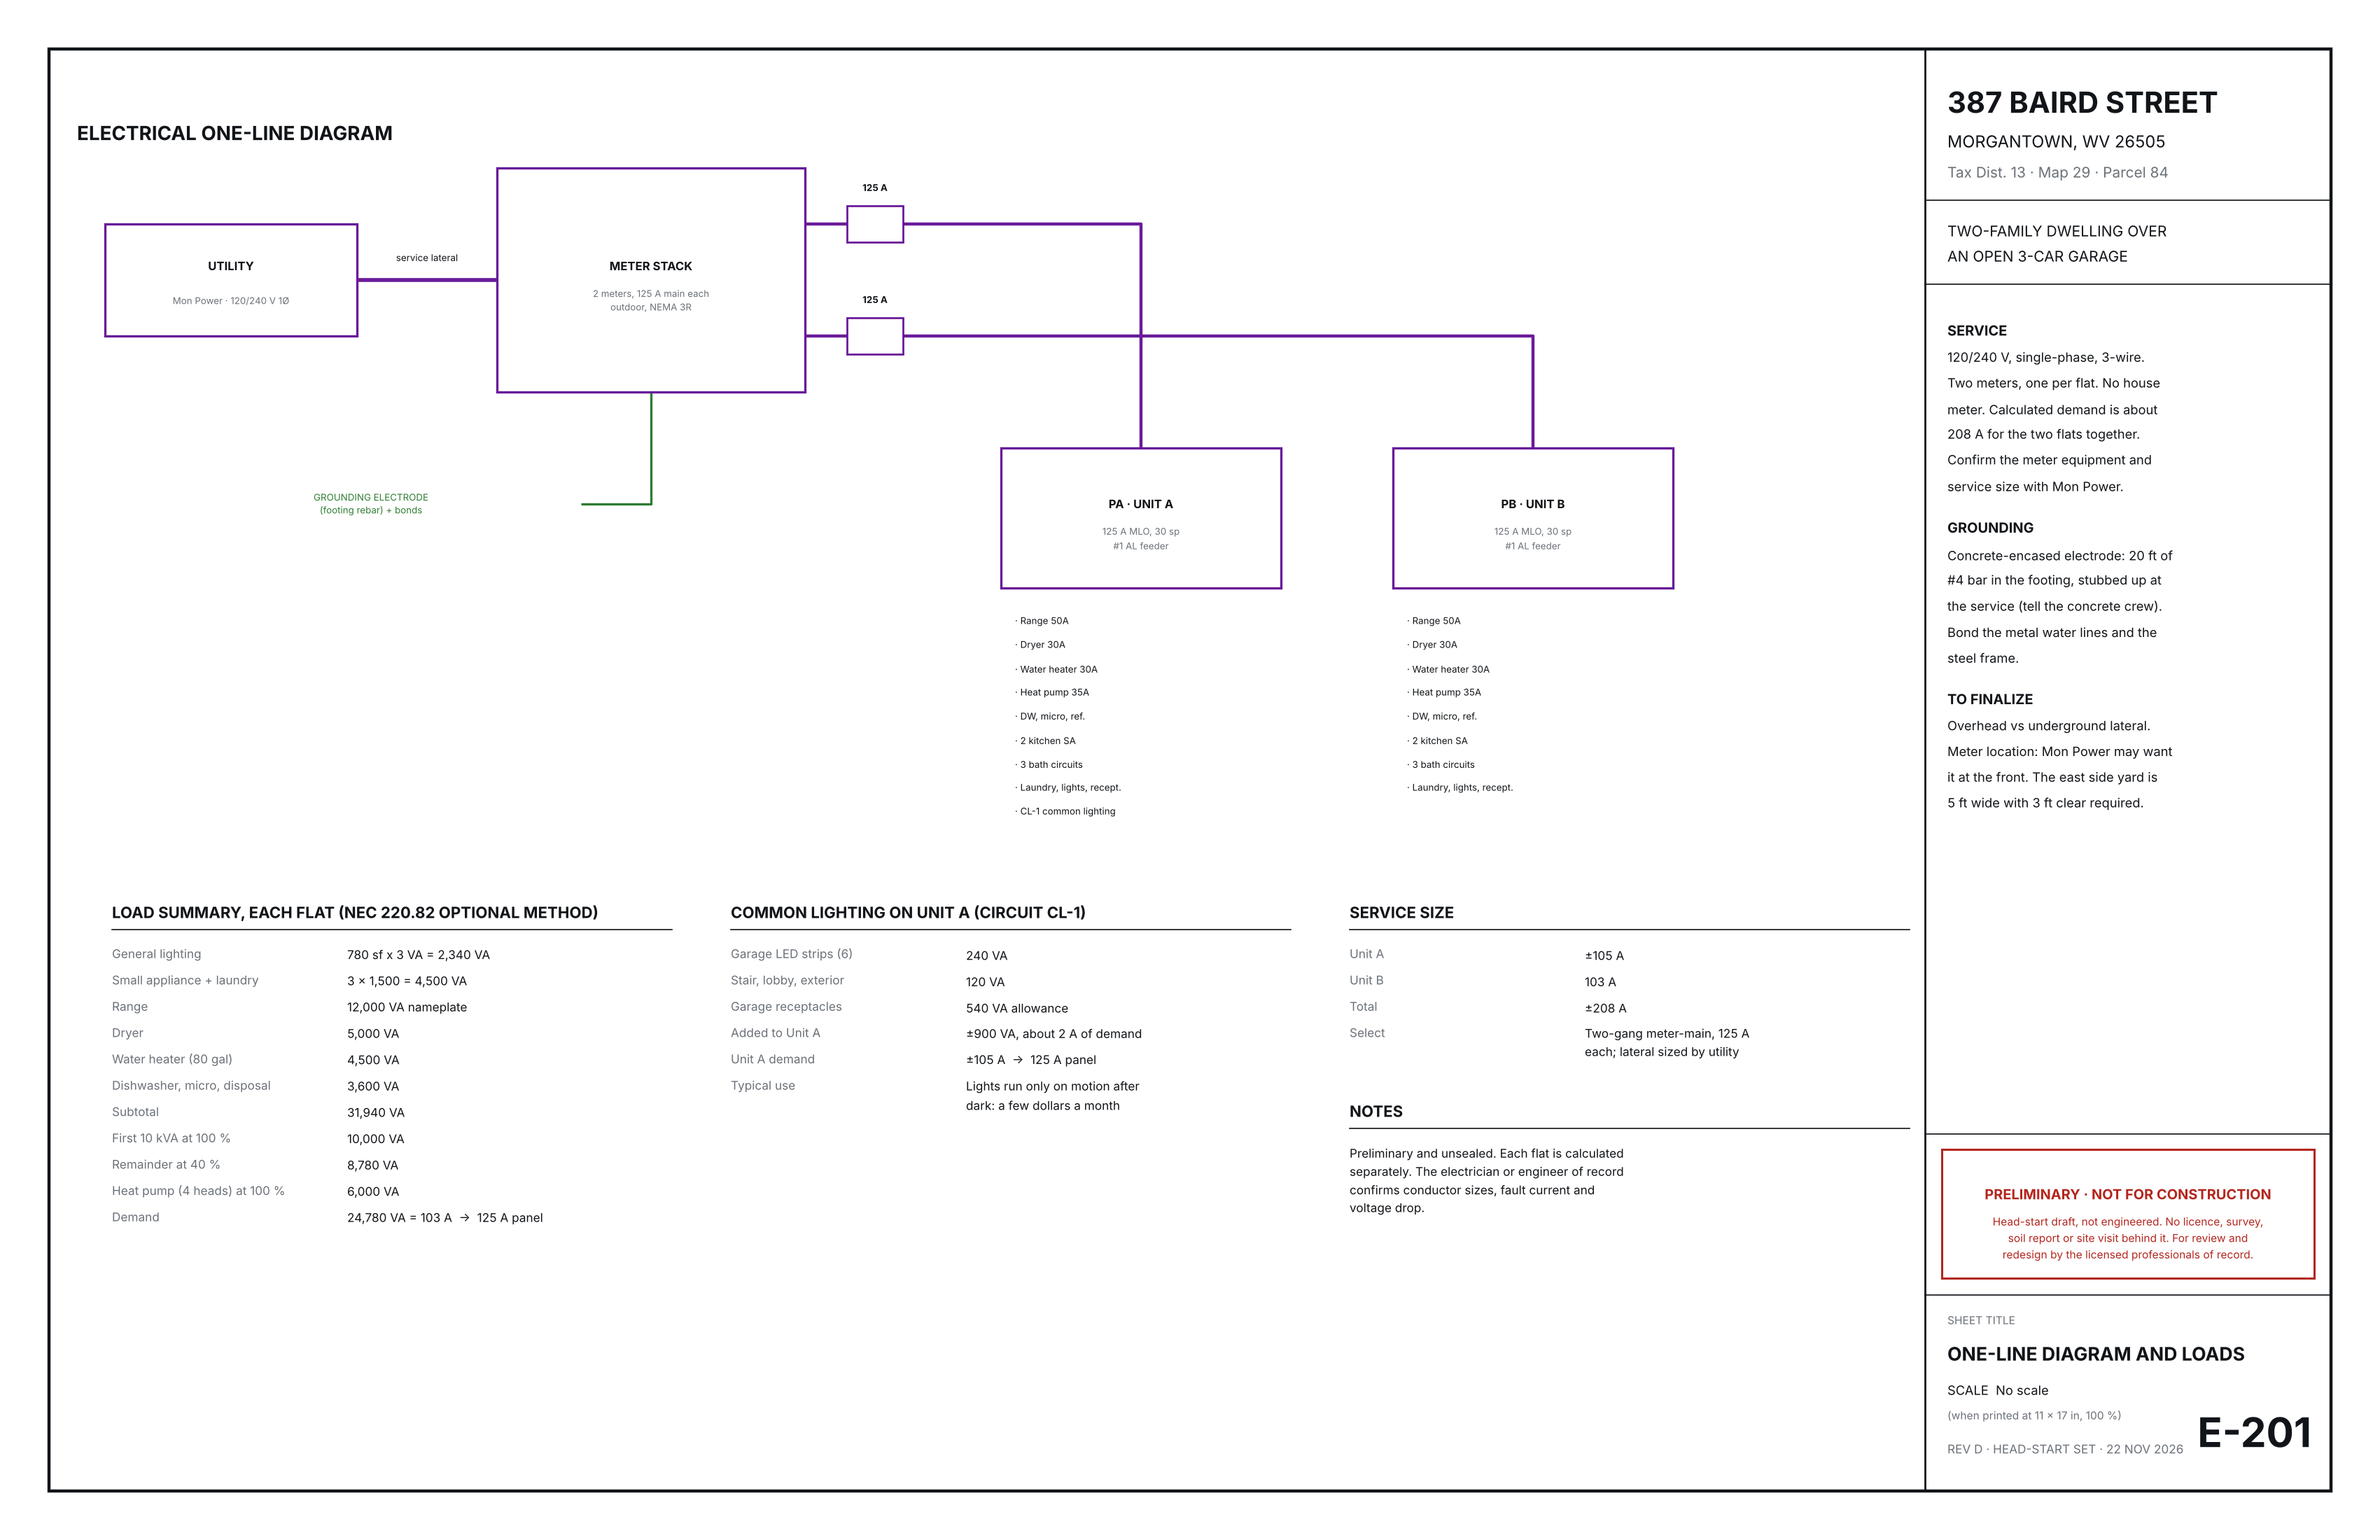 ELECTRICAL ONE-LINE DIAGRAM
UTILITY
Mon Power · 120/240 V 1Ø
service lateral
METER STACK
2 meters, 125 A main each
outdoor, NEMA 3R
125 A
125 A
GROUNDING ELECTRODE
(footing rebar) + bonds
PA · UNIT A
125 A MLO, 30 sp
#1 AL feeder
· Range 50A
· Dryer 30A
· Water heater 30A
· Heat pump 35A
· DW, micro, ref.
· 2 kitchen SA
· 3 bath circuits
· Laundry, lights, recept.
· CL-1 common lighting
PB · UNIT B
125 A MLO, 30 sp
#1 AL feeder
· Range 50A
· Dryer 30A
· Water heater 30A
· Heat pump 35A
· DW, micro, ref.
· 2 kitchen SA
· 3 bath circuits
· Laundry, lights, recept.
LOAD SUMMARY, EACH FLAT (NEC 220.82 OPTIONAL METHOD)
General lighting 780 sf x 3 VA = 2,340 VA
Small appliance + laundry 3 × 1,500 = 4,500 VA
Range 12,000 VA nameplate
Dryer 5,000 VA
Water heater (80 gal) 4,500 VA
Dishwasher, micro, disposal 3,600 VA
Subtotal 31,940 VA
First 10 kVA at 100 % 10,000 VA
Remainder at 40 % 8,780 VA
Heat pump (4 heads) at 100 % 6,000 VA
Demand 24,780 VA = 103 A → 125 A panel
COMMON LIGHTING ON UNIT A (CIRCUIT CL-1)
Garage LED strips (6) 240 VA
Stair, lobby, exterior 120 VA
Garage receptacles 540 VA allowance
Added to Unit A ±900 VA, about 2 A of demand
Unit A demand ±105 A → 125 A panel
Typical use Lights run only on motion after
dark: a few dollars a month
SERVICE SIZE
Unit A ±105 A
Unit B 103 A
Total ±208 A
Select Two-gang meter-main, 125 A
each; lateral sized by utility
NOTES
Preliminary and unsealed. Each flat is calculated
separately. The electrician or engineer of record
confirms conductor sizes, fault current and
voltage drop.
387 BAIRD STREET
MORGANTOWN, WV 26505
Tax Dist. 13 · Map 29 · Parcel 84
TWO-FAMILY DWELLING OVER
AN OPEN 3-CAR GARAGE
SERVICE
120/240 V, single-phase, 3-wire.
Two meters, one per flat. No house
meter. Calculated demand is about
208 A for the two flats together.
Confirm the meter equipment and
service size with Mon Power.
GROUNDING
Concrete-encased electrode: 20 ft of
#4 bar in the footing, stubbed up at
the service (tell the concrete crew).
Bond the metal water lines and the
steel frame.
TO FINALIZE
Overhead vs underground lateral.
Meter location: Mon Power may want
it at the front. The east side yard is
5 ft wide with 3 ft clear required.
PRELIMINARY · NOT FOR CONSTRUCTION
Head-start draft, not engineered. No licence, survey,
soil report or site visit behind it. For review and
redesign by the licensed professionals of record.
SHEET TITLE
ONE-LINE DIAGRAM AND LOADS
SCALE No scale
(when printed at 11 × 17 in, 100 %)
REV D · HEAD-START SET · 22 NOV 2026
E-201